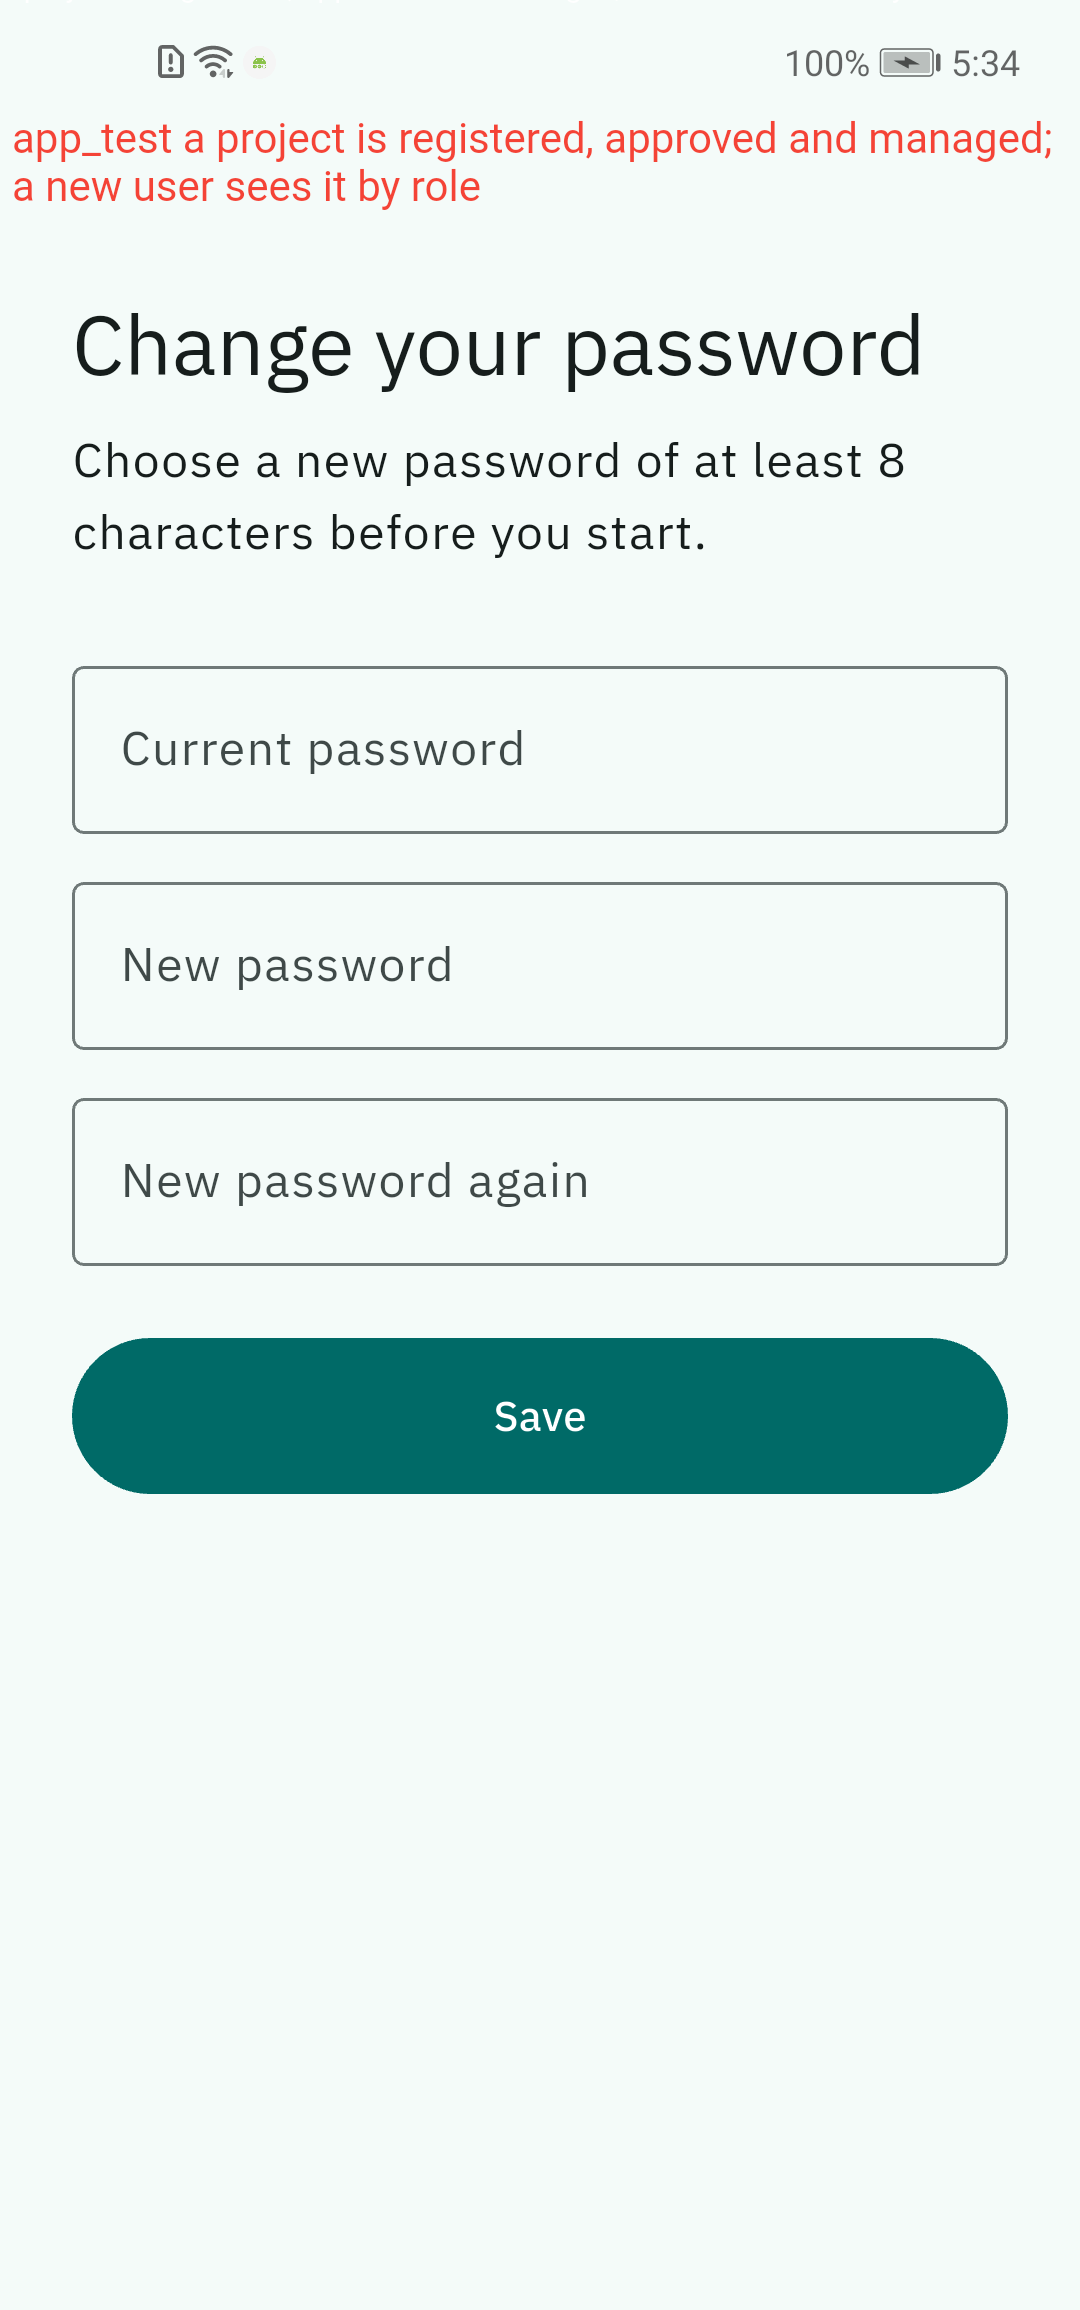 100% 5:34
app_test a project is registered, approved and managed;
a new user sees it by role
Change your password
Choose a new password of at least 8
characters before you start.
Current password
New password
New password again
Save